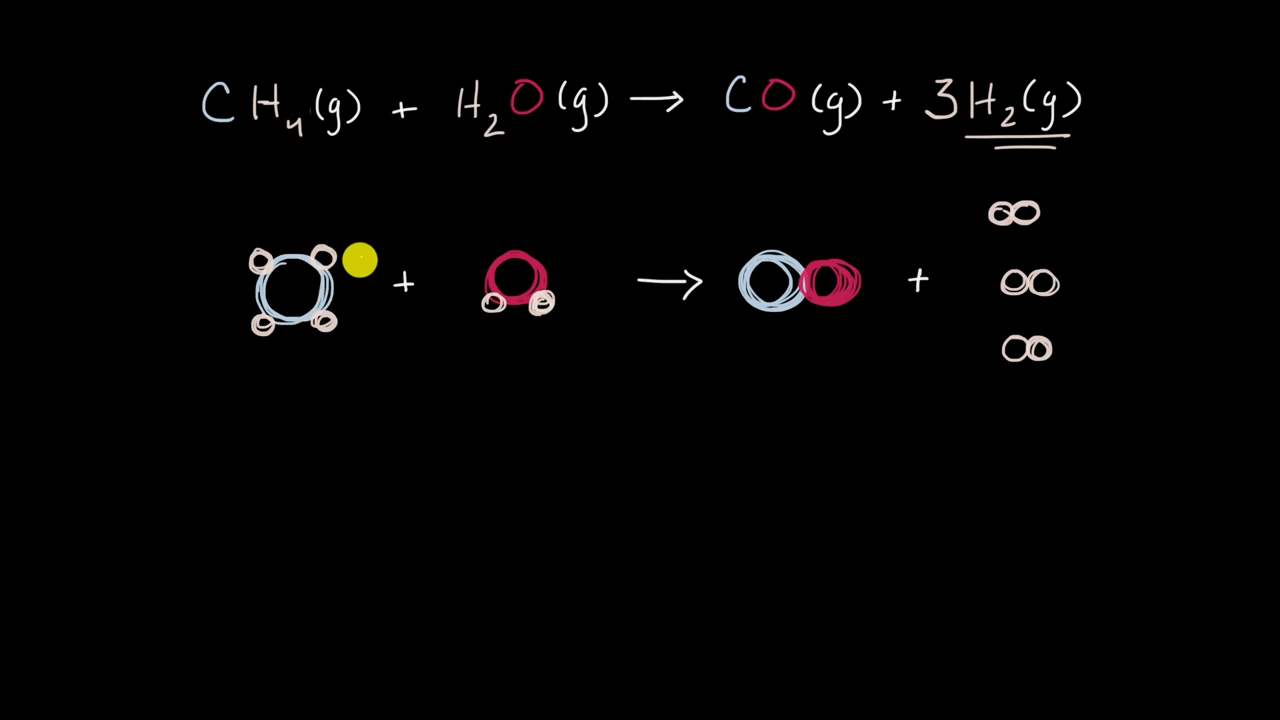 CH₄(g) + H₂O(g) → CO(g) + 3H₂(g)
+ → +